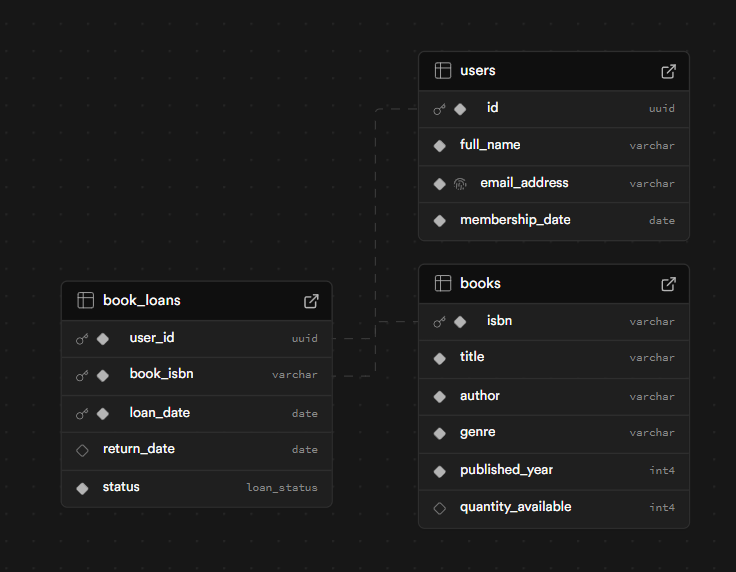 users
id uuid
full_name varchar
email_address varchar
membership_date date
books
isbn varchar
title varchar
author varchar
genre varchar
published_year int4
quantity_available int4
book_loans
user_id uuid
book_isbn varchar
loan_date date
return_date date
status loan_status